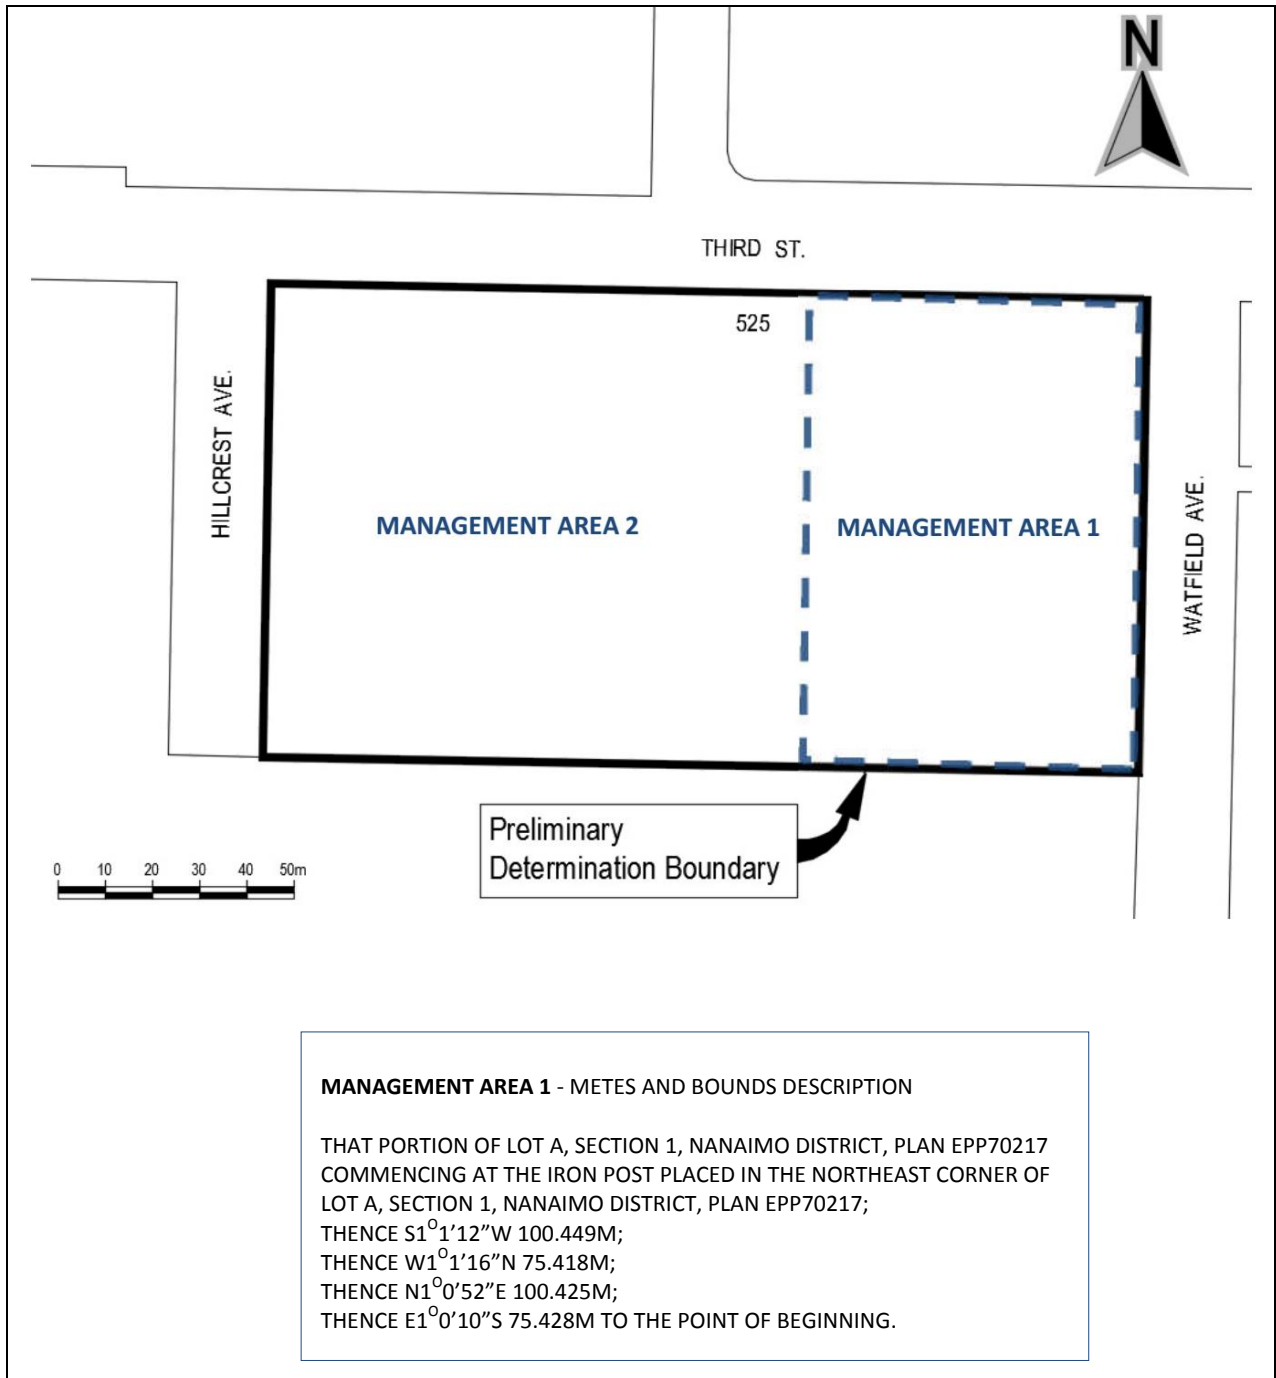 N
THIRD ST.
525
HILLCREST AVE.
MANAGEMENT AREA 2
MANAGEMENT AREA 1
WATFIELD AVE.
Preliminary
Determination Boundary
0 10 20 30 40 50m
MANAGEMENT AREA 1 - METES AND BOUNDS DESCRIPTION
THAT PORTION OF LOT A, SECTION 1, NANAIMO DISTRICT, PLAN EPP70217
COMMENCING AT THE IRON POST PLACED IN THE NORTHEAST CORNER OF
LOT A, SECTION 1, NANAIMO DISTRICT, PLAN EPP70217;
THENCE S1⁰1'12”W 100.449M;
THENCE W1⁰1'16”N 75.418M;
THENCE N1⁰0'52”E 100.425M;
THENCE E1⁰0'10”S 75.428M TO THE POINT OF BEGINNING.